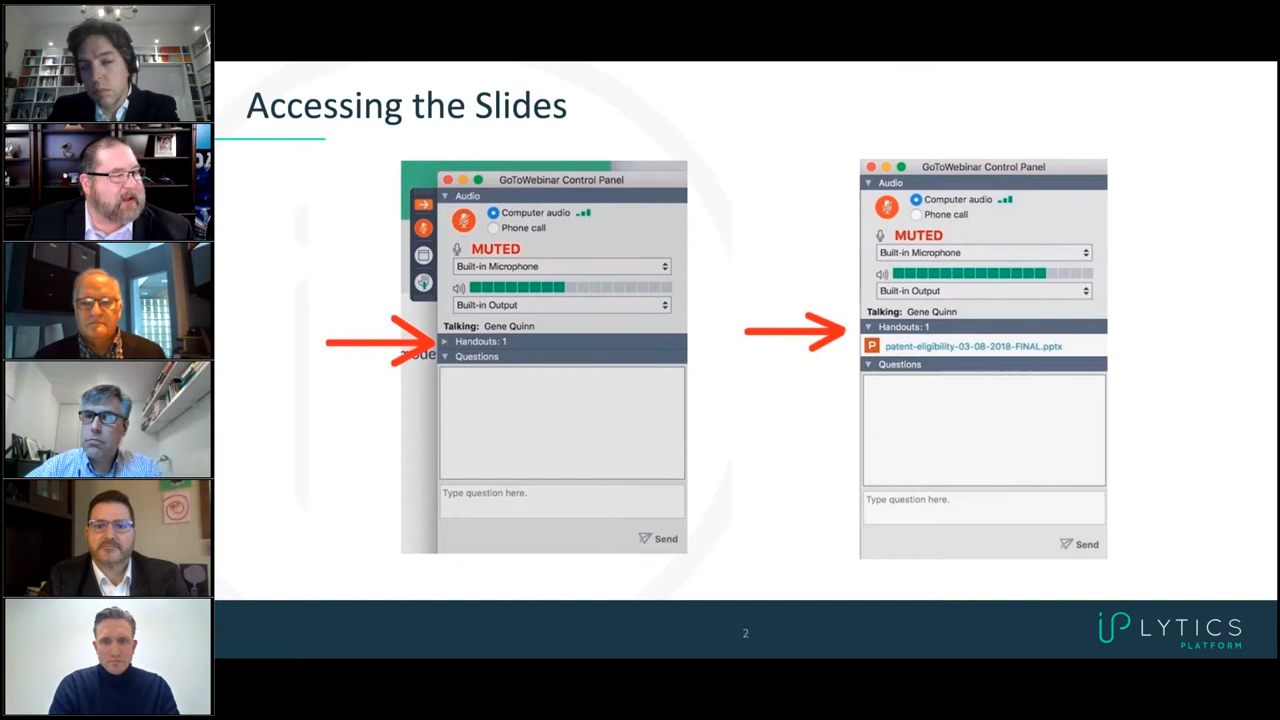 Accessing the Slides
GoToWebinar Control Panel
Audio
Computer audio
Phone call
MUTED
Built-in Microphone
Built-in Output
Talking: Gene Quinn
Handouts: 1
Questions
Type question here.
Send
GoToWebinar Control Panel
Audio
Computer audio
Phone call
MUTED
Built-in Microphone
Built-in Output
Talking: Gene Quinn
Handouts: 1
P patent-eligibility-03-08-2018-FINAL.pptx
Questions
Type question here.
Send
2
iPLYTICS
PLATFORM